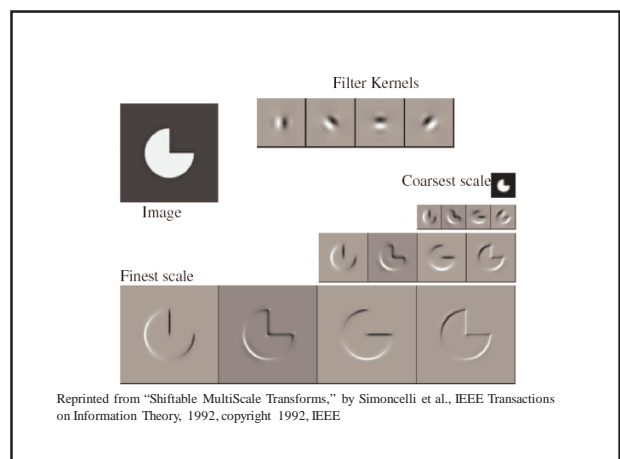 Filter Kernels
Coarsest scale
Image
Finest scale
Reprinted from “Shiftable MultiScale Transforms,” by Simoncelli et al., IEEE Transactions
on Information Theory, 1992, copyright 1992, IEEE